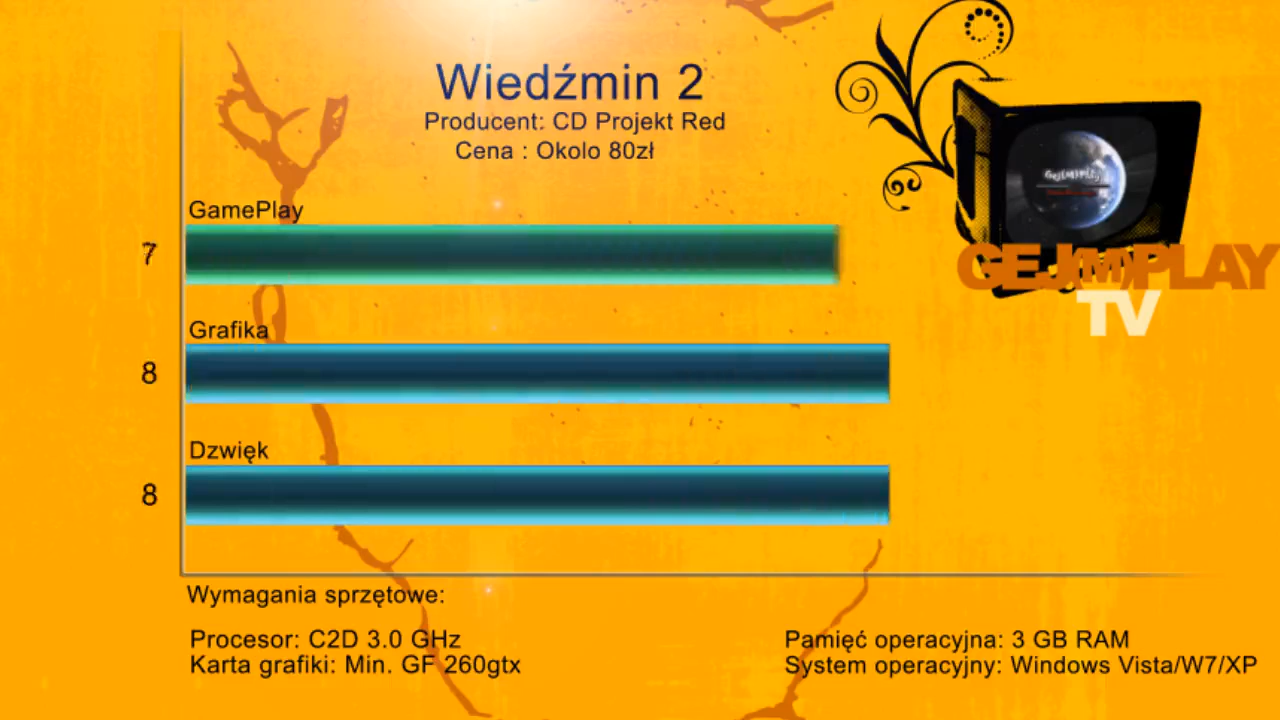 Wiedźmin 2
Producent: CD Projekt Red
Cena : Okolo 80zł
GamePlay
7
Grafika
8
Dzwięk
8
GEJ(M)PLAY
TV
Wymagania sprzętowe:
Procesor: C2D 3.0 GHz
Karta grafiki: Min. GF 260gtx
Pamięć operacyjna: 3 GB RAM
System operacyjny: Windows Vista/W7/XP